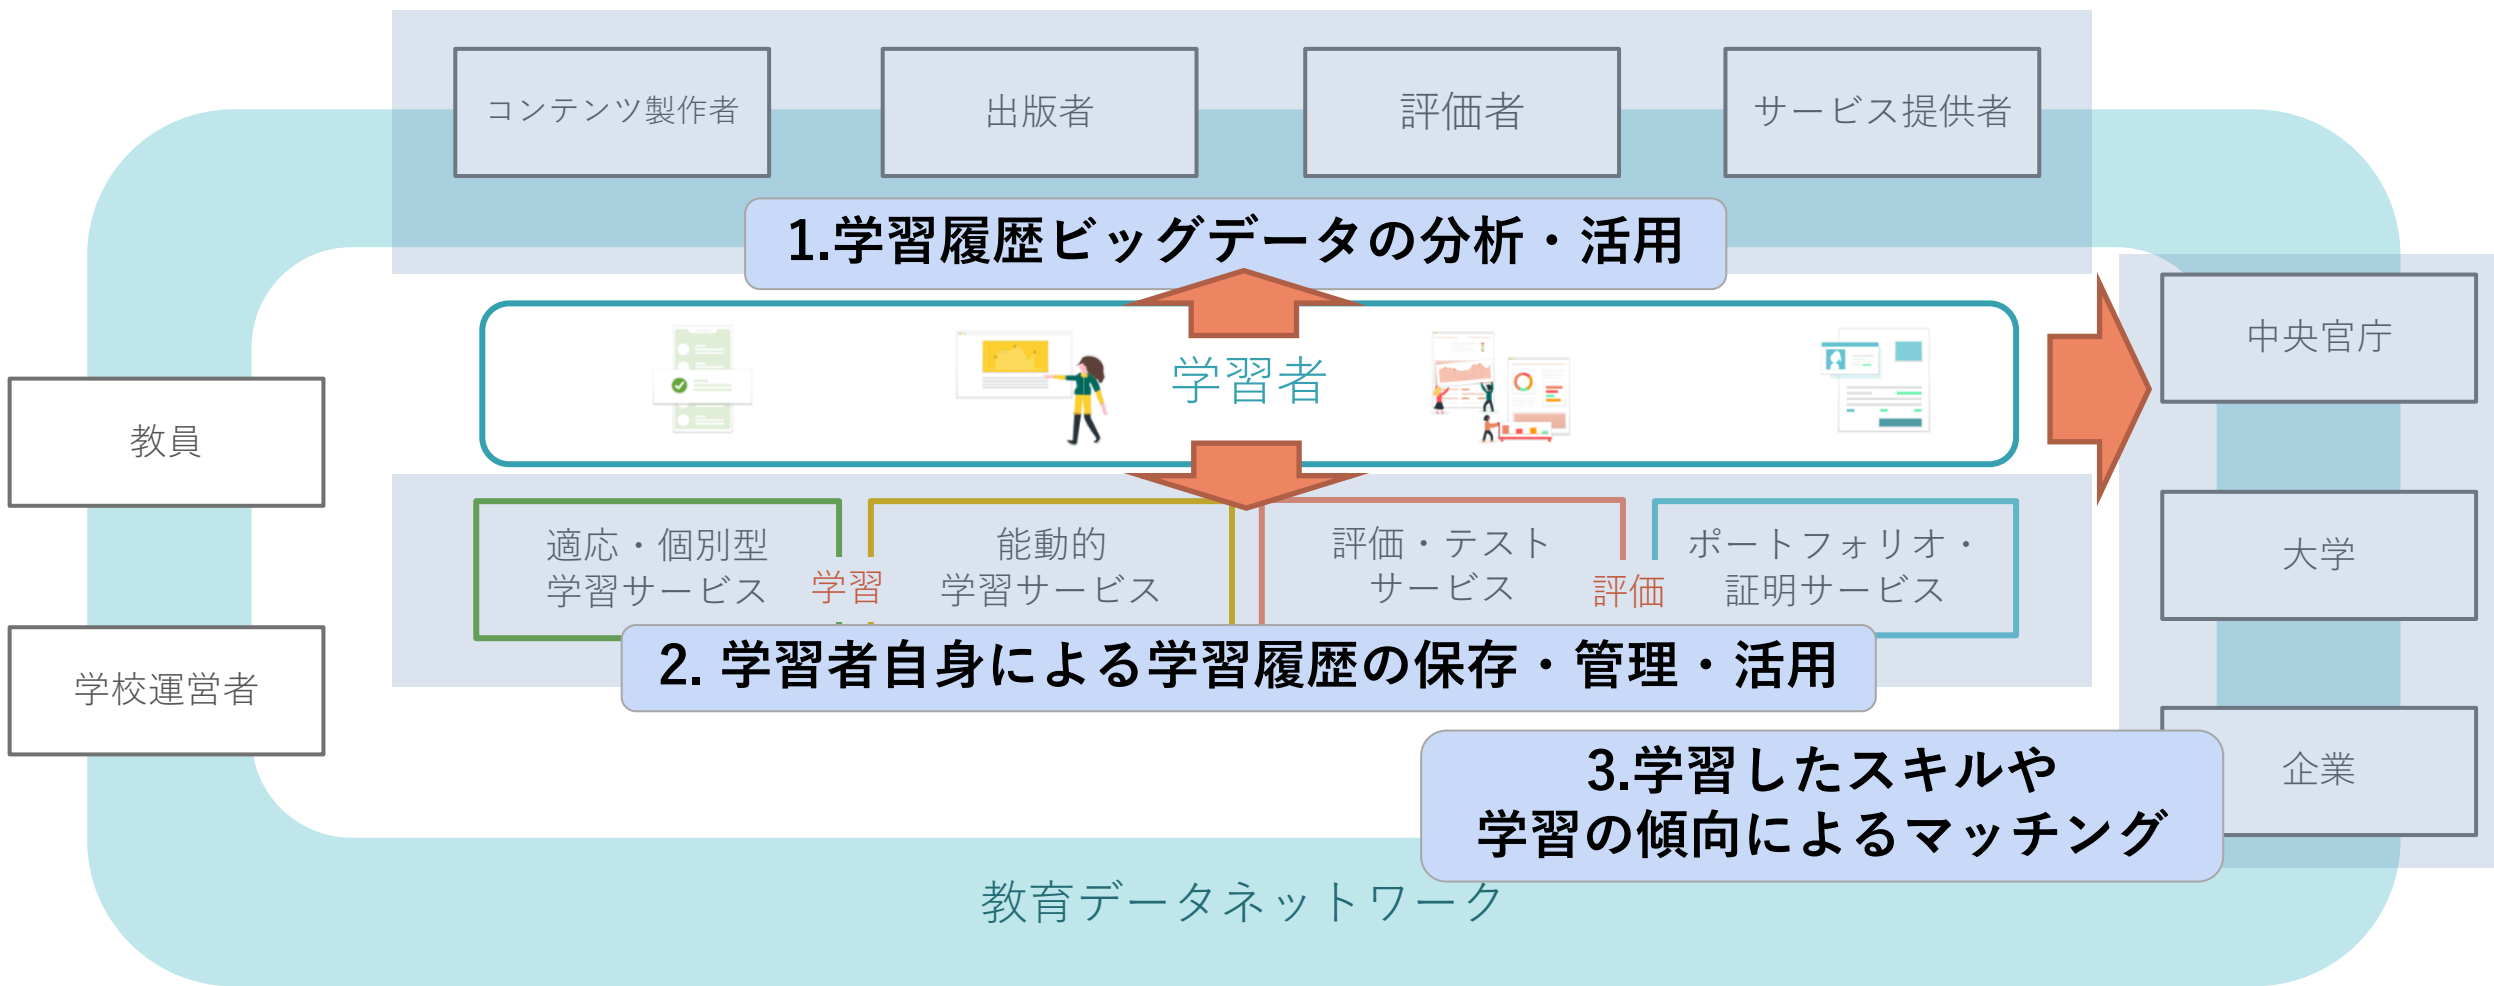 コンテンツ製作者
出版者
評価者
サービス提供者
1.学習履歴ビッグデータの分析・活用
中央官庁
学習者
教員
適応・個別型
学習サービス
学習
能動的
学習サービス
評価・テスト
サービス
評価
ポートフォリオ・
証明サービス
大学
2. 学習者自身による学習履歴の保存・管理・活用
学校運営者
企業
3.学習したスキルや
学習の傾向によるマッチング
教育データネットワーク